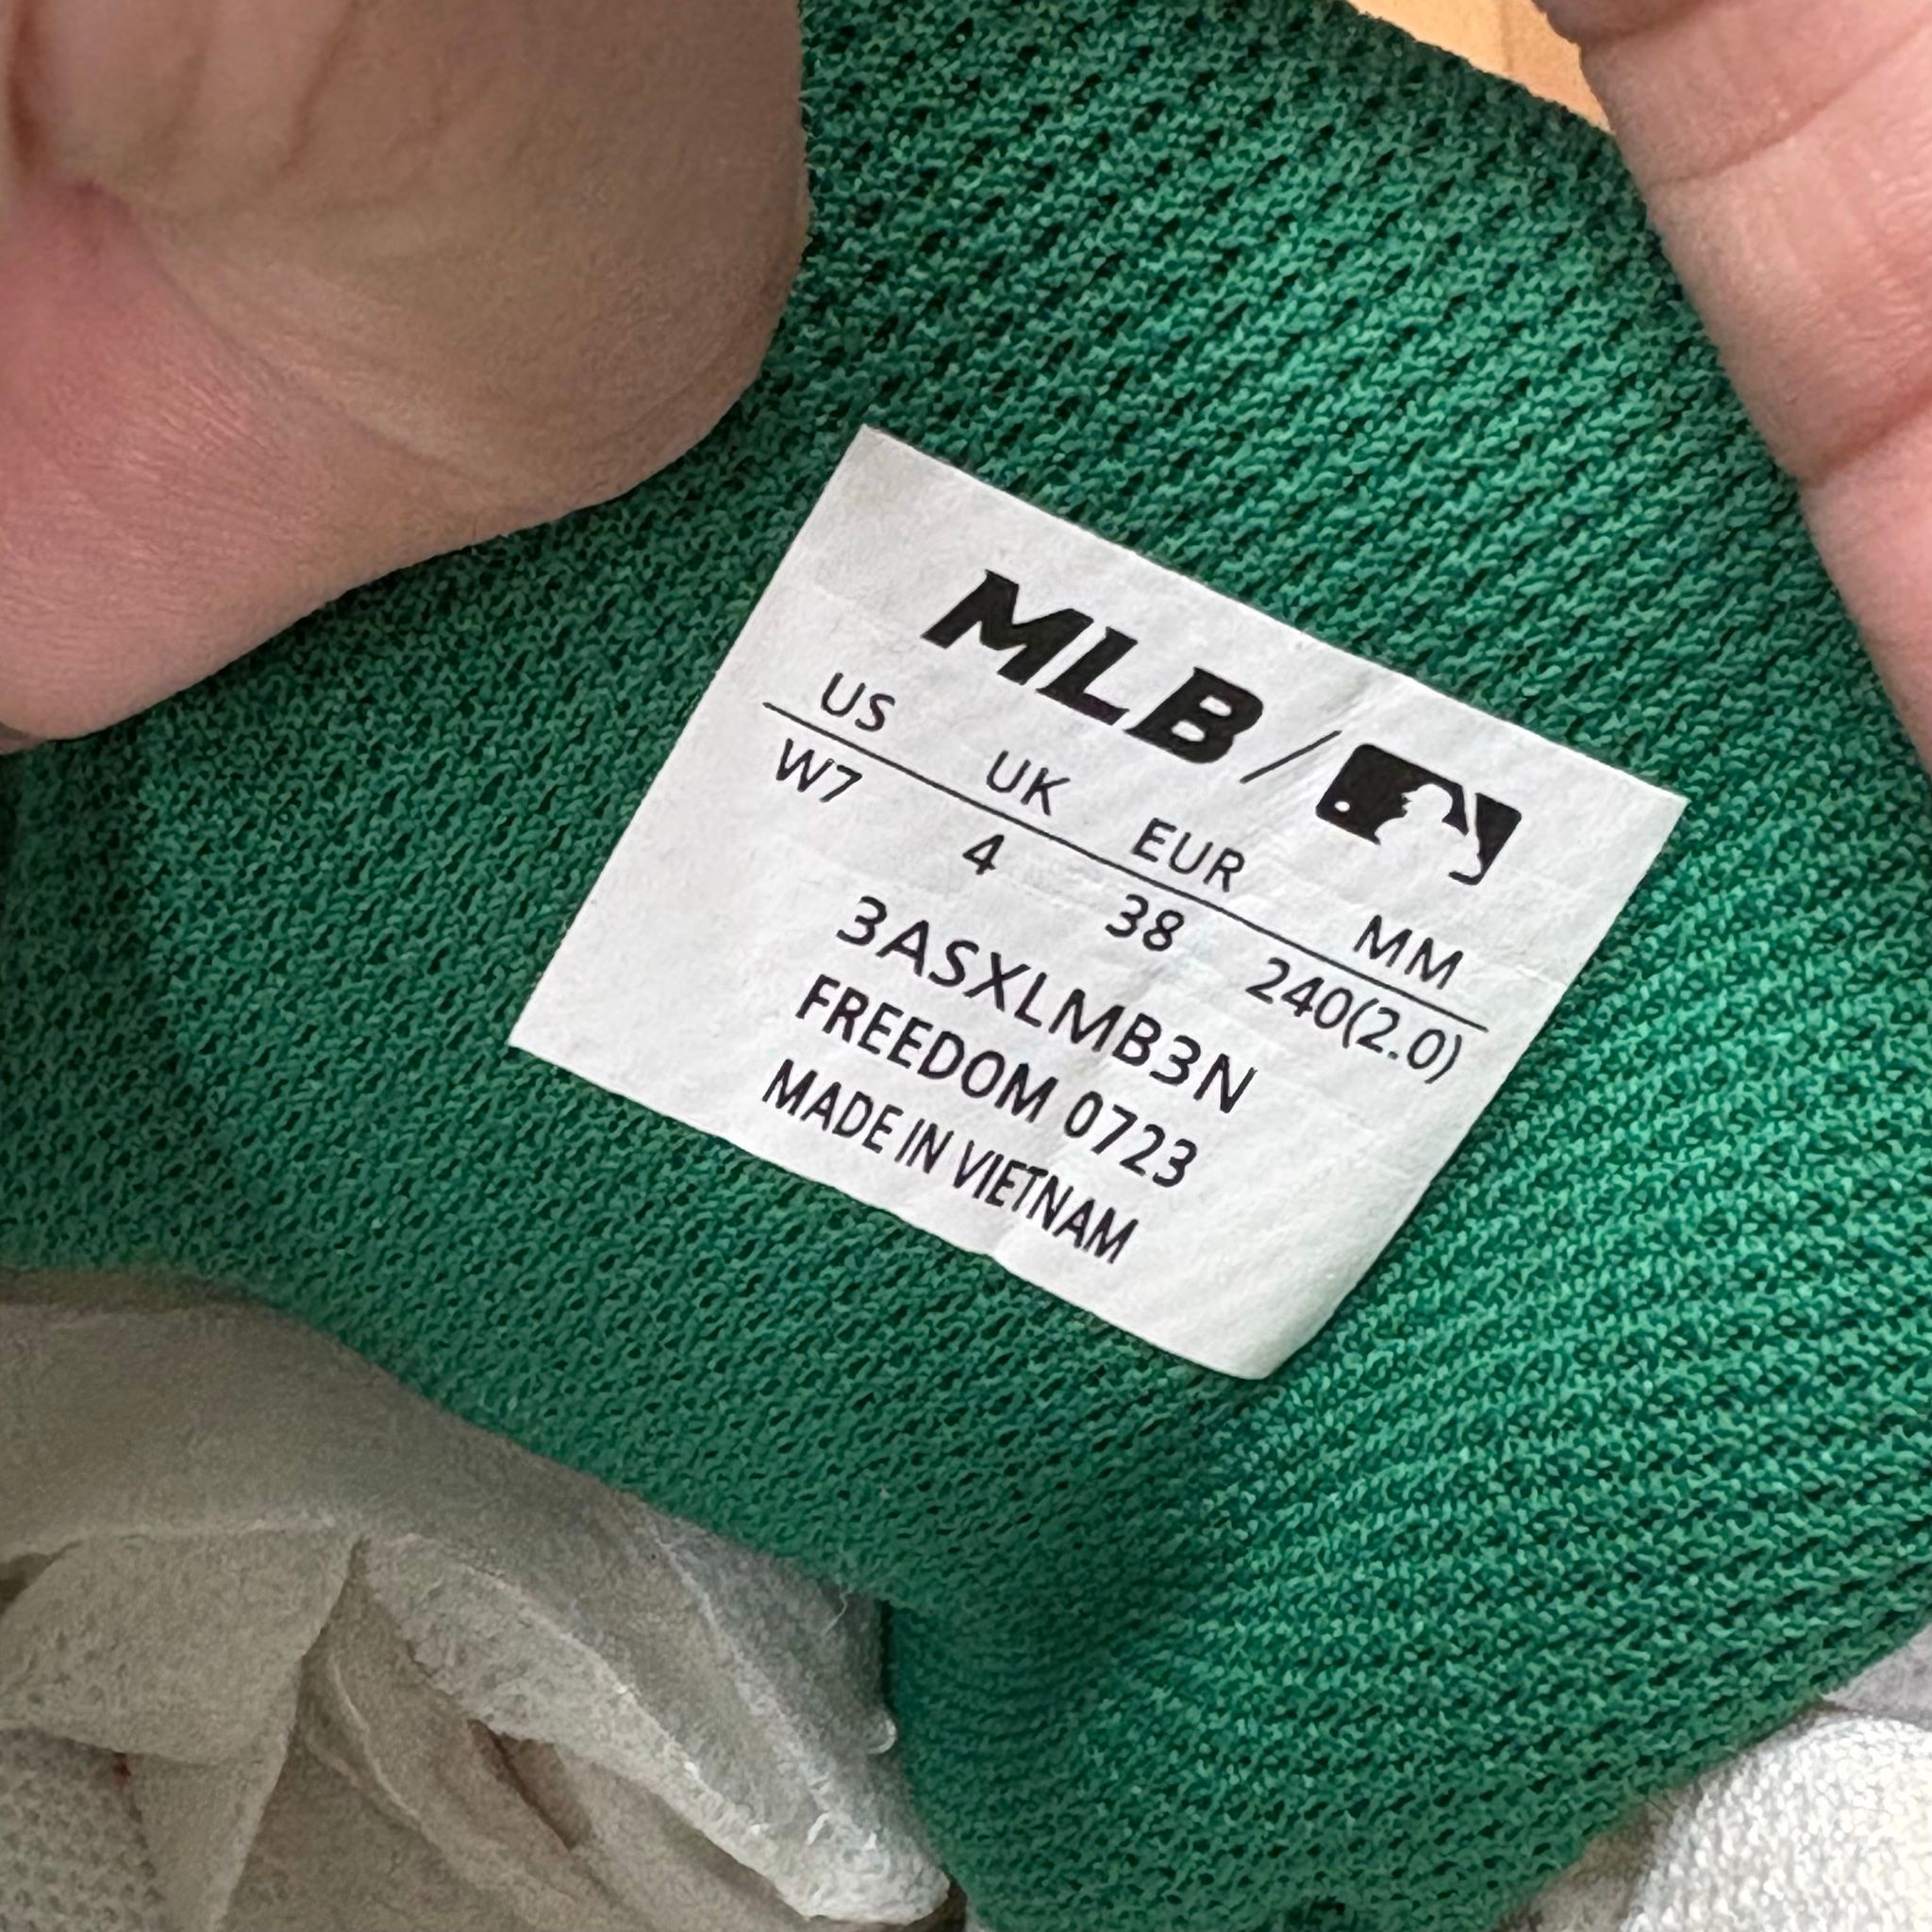 MLB /
US UK EUR MM
W7 4 38 240(2.0)
3ASXLMB3N
FREEDOM 0723
MADE IN VIETNAM